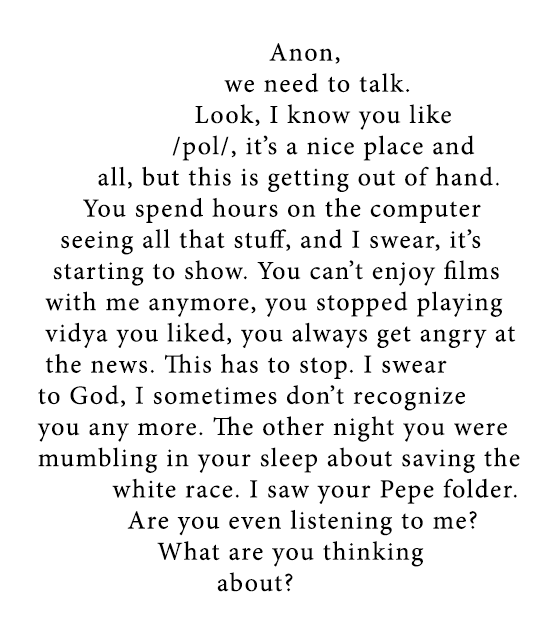 Anon,
we need to talk.
Look, I know you like
/pol/, it’s a nice place and
all, but this is getting out of hand.
You spend hours on the computer
seeing all that stuff, and I swear, it’s
starting to show. You can’t enjoy films
with me anymore, you stopped playing
vidya you liked, you always get angry at
the news. This has to stop. I swear
to God, I sometimes don’t recognize
you any more. The other night you were
mumbling in your sleep about saving the
white race. I saw your Pepe folder.
Are you even listening to me?
What are you thinking
about?